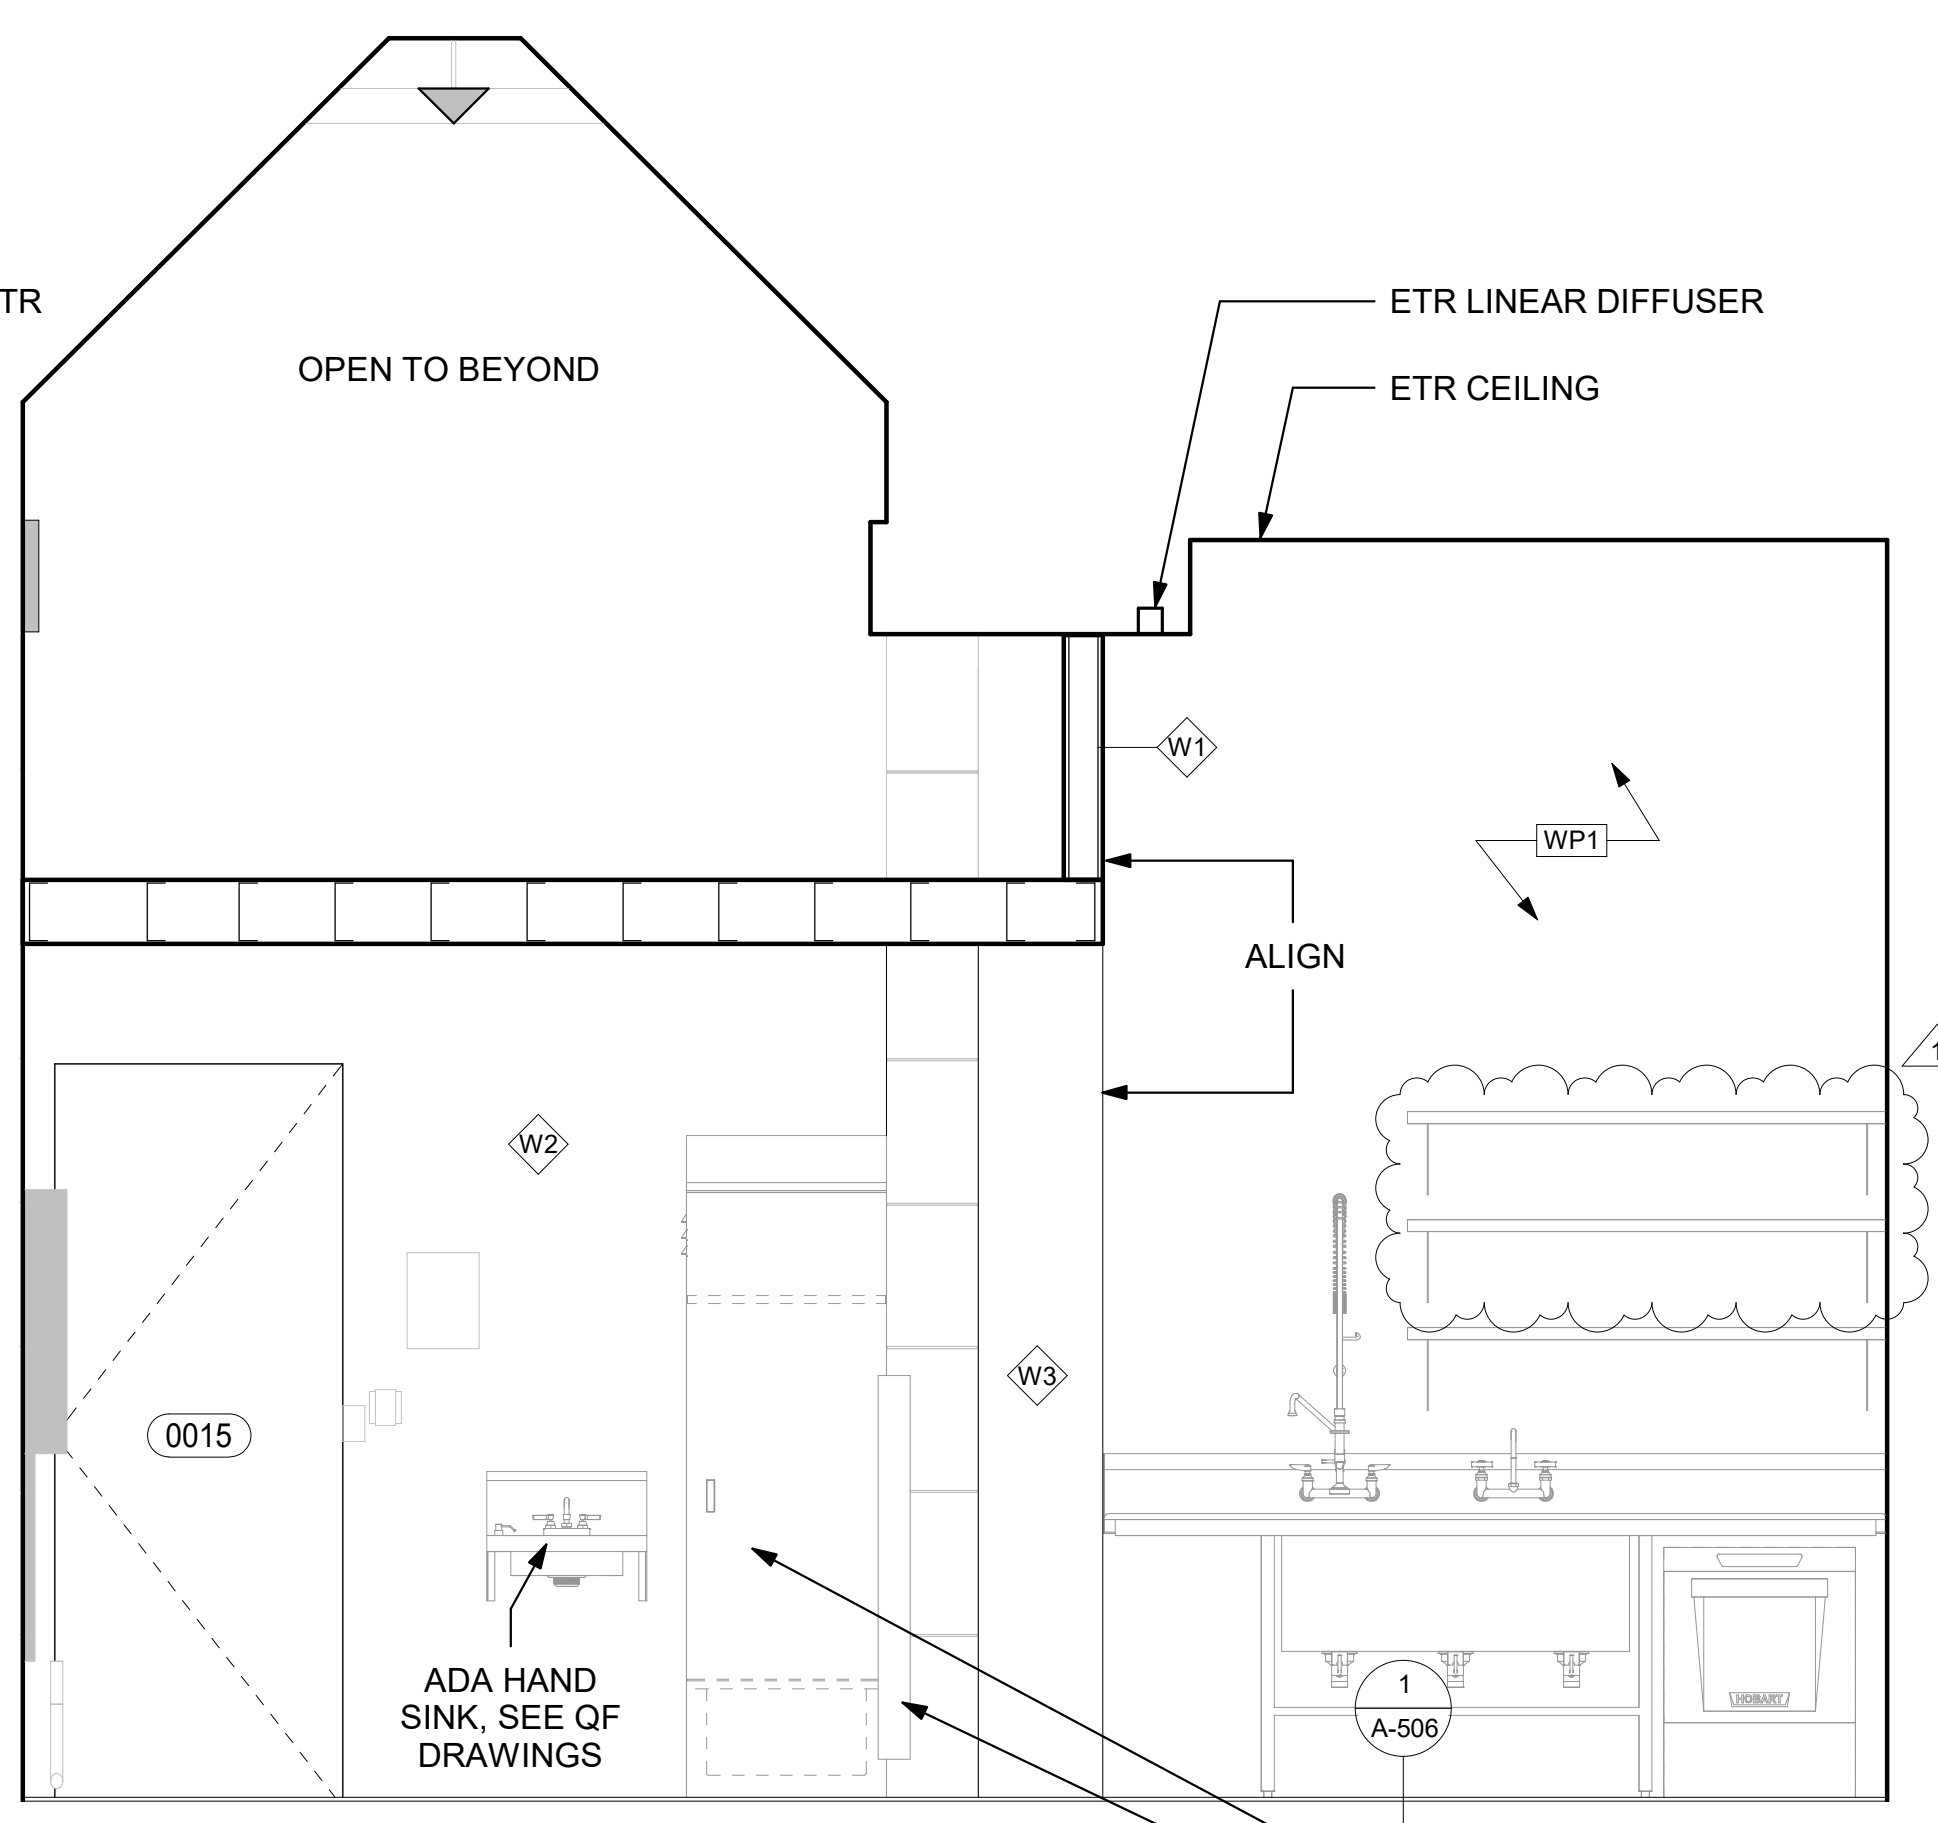 TR
ETR LINEAR DIFFUSER
OPEN TO BEYOND
ETR CEILING
W1
WP1
ALIGN
1
W2
W3
0015
ADA HAND
SINK, SEE QF
DRAWINGS
1
A-506
HOBART